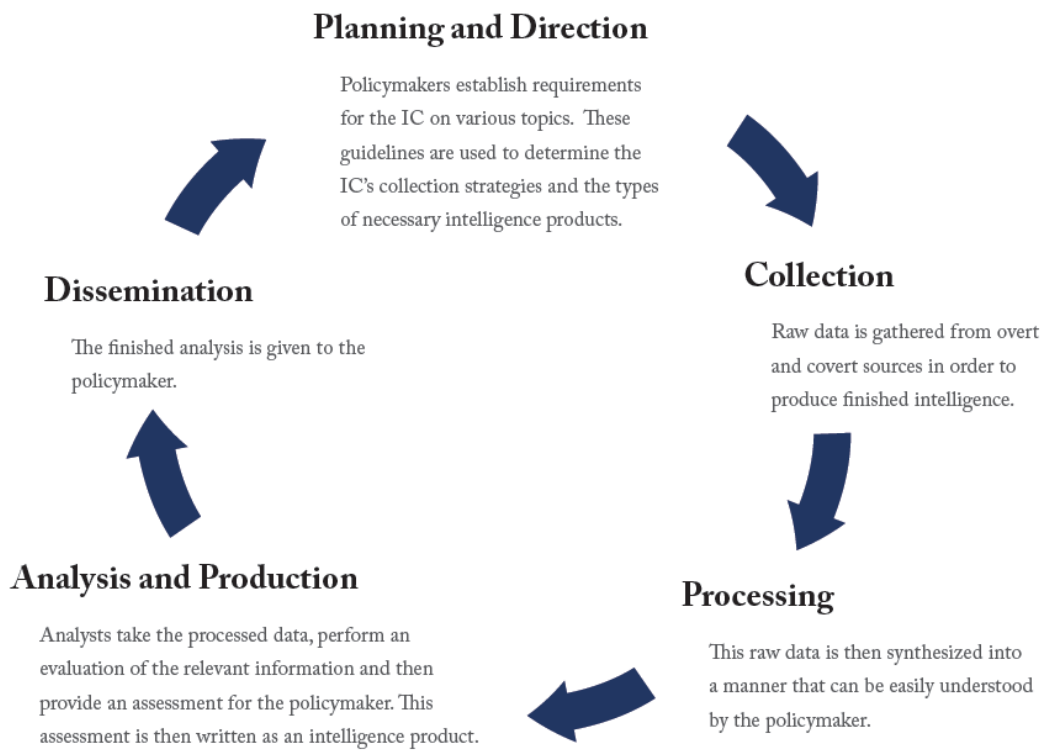 Planning and Direction
Policymakers establish requirements
for the IC on various topics.  These
guidelines are used to determine the
IC's collection strategies and the types
of necessary intelligence products.
Collection
Raw data is gathered from overt
and covert sources in order to
produce finished intelligence.
Processing
This raw data is then synthesized into
a manner that can be easily understood
by the policymaker.
Analysis and Production
Analysts take the processed data, perform an
evaluation of the relevant information and then
provide an assessment for the policymaker. This
assessment is then written as an intelligence product.
Dissemination
The finished analysis is given to the
policymaker.